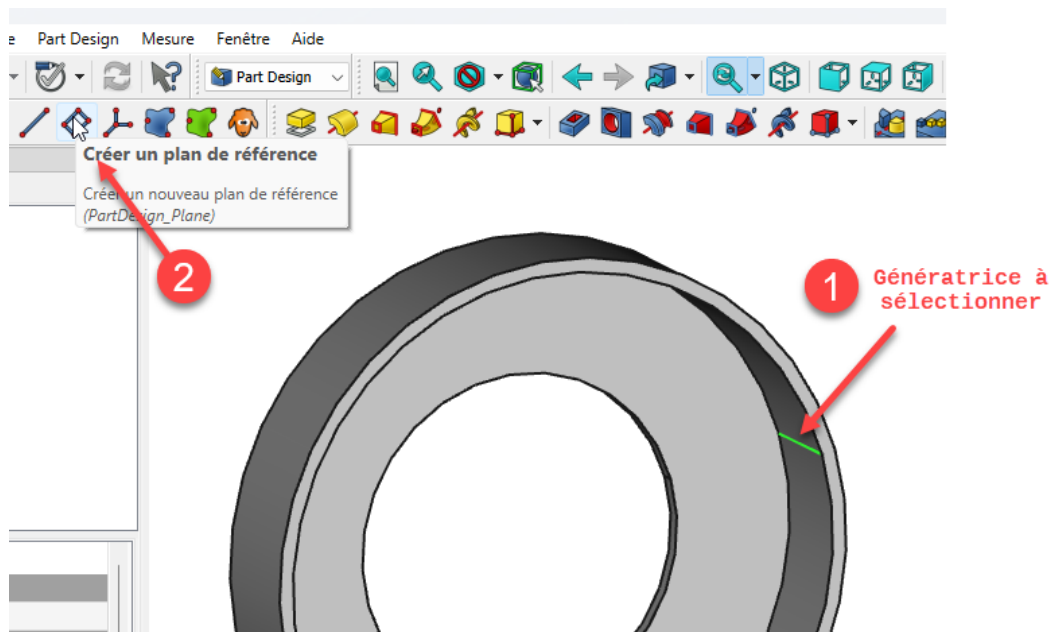 e Part Design Mesure Fenêtre Aide
Part Design
Créer un plan de référence
Créer un nouveau plan de référence
(PartDesign_Plane)
2
1
Génératrice à
sélectionner